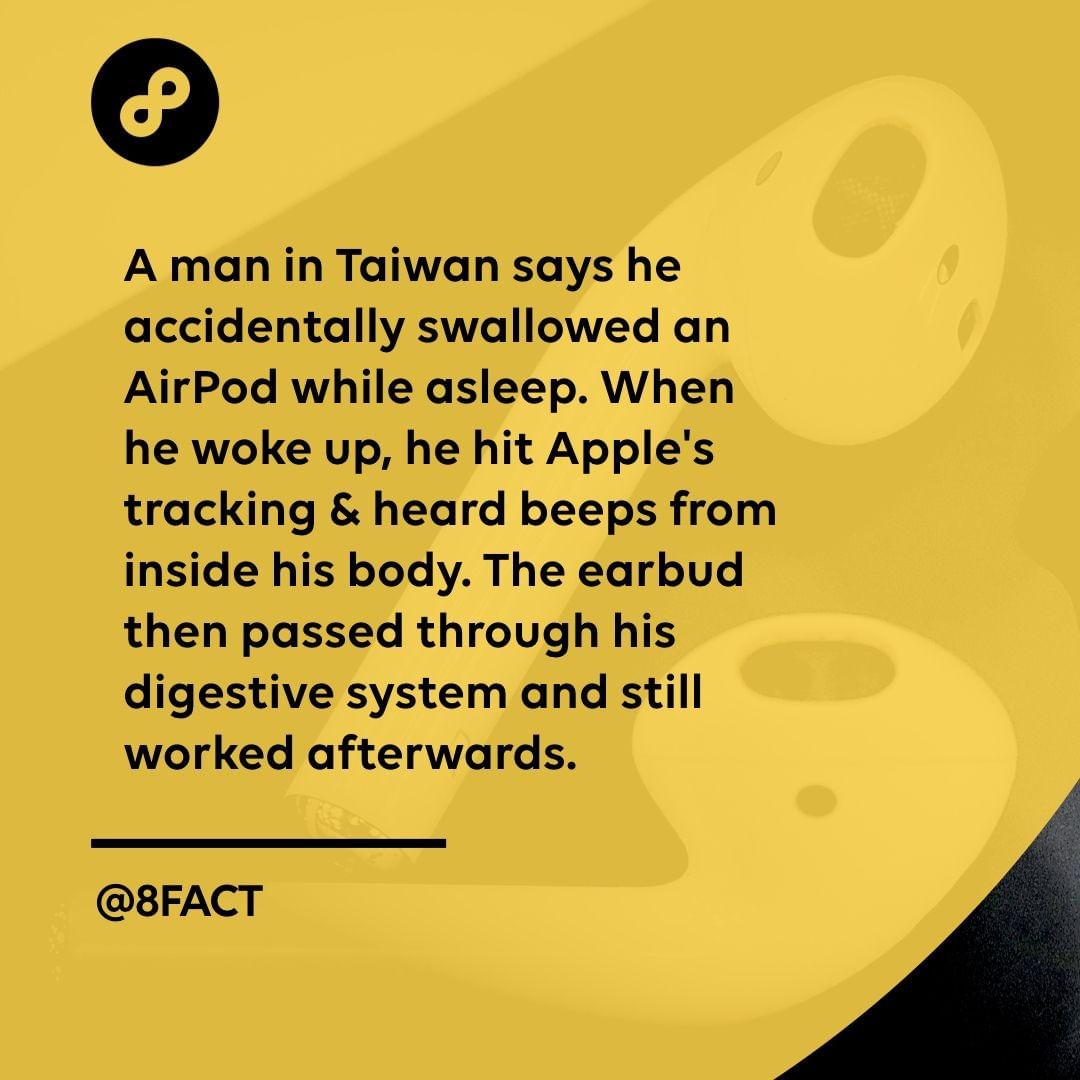 A man in Taiwan says he
accidentally swallowed an
AirPod while asleep. When
he woke up, he hit Apple's
tracking & heard beeps from
inside his body. The earbud
then passed through his
digestive system and still
worked afterwards.
@8FACT